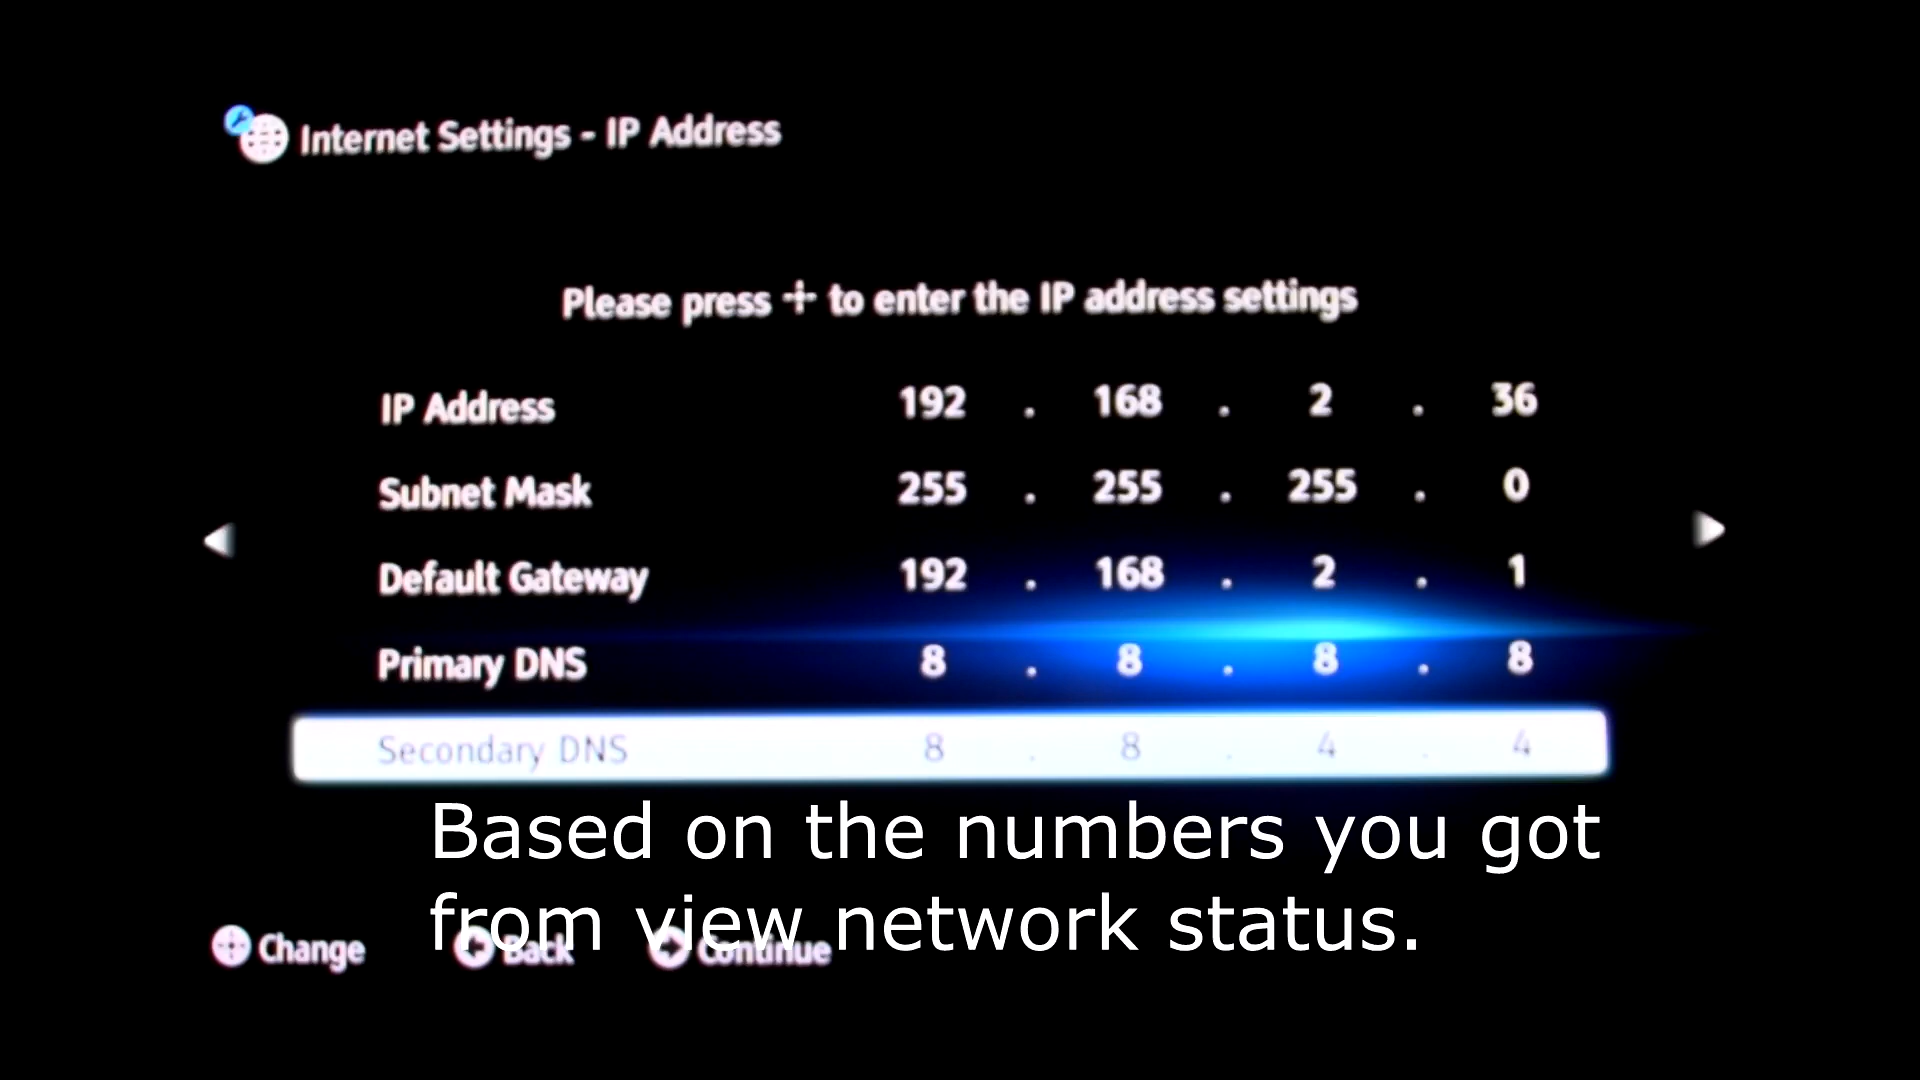 Internet Settings - IP Address
Please press + to enter the IP address settings
IP Address 192 . 168 . 2 . 36
Subnet Mask 255 . 255 . 255 . 0
Default Gateway 192 . 168 . 2 . 1
Primary DNS 8 . 8 . 8 . 8
Secondary DNS 8 . 8 . 4 . 4
Based on the numbers you got
from view network status.
Change Back Continue